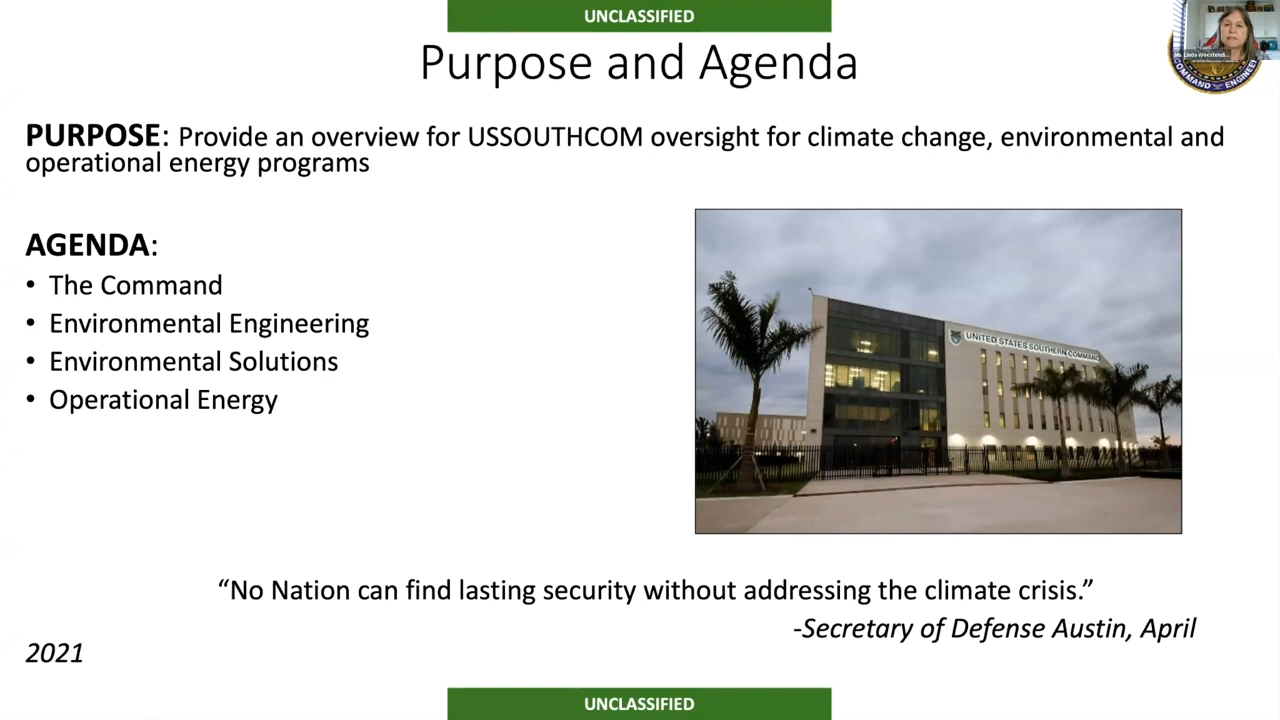 UNCLASSIFIED
Purpose and Agenda
COMMAND ENGINEER
PURPOSE: Provide an overview for USSOUTHCOM oversight for climate change, environmental and
operational energy programs
AGENDA:
• The Command
• Environmental Engineering
• Environmental Solutions
• Operational Energy
UNITED STATES SOUTHERN COMMAND
“No Nation can find lasting security without addressing the climate crisis.”
-Secretary of Defense Austin, April
2021
UNCLASSIFIED